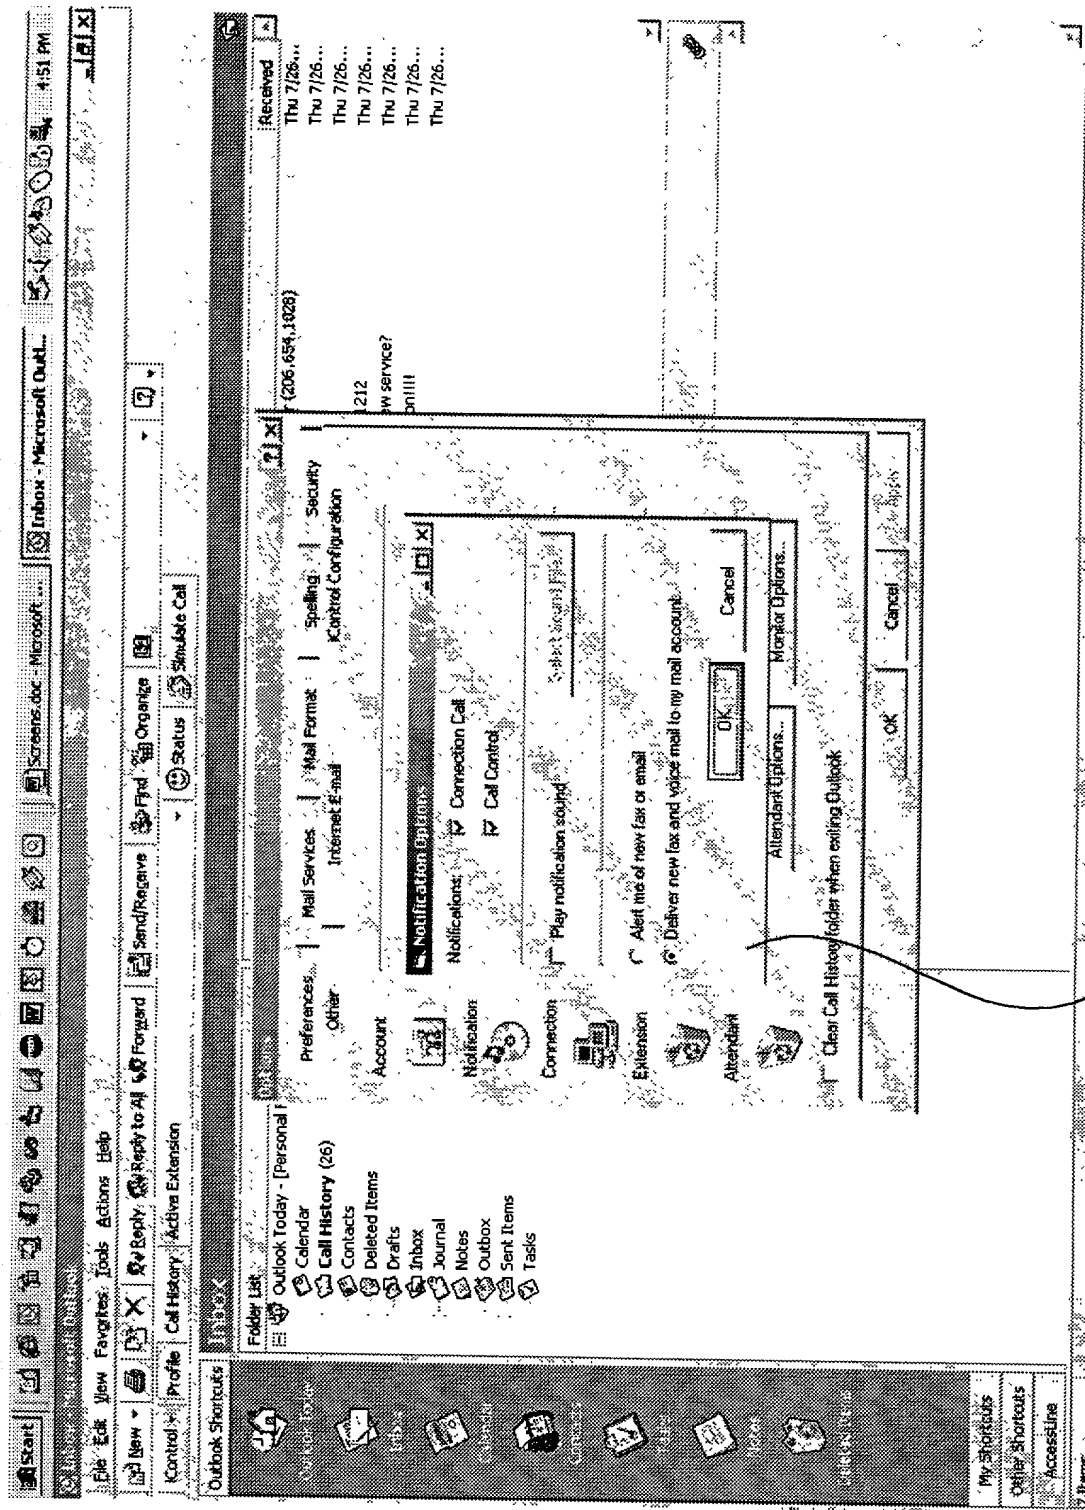 Start
Screens.doc - Microsoft ...
Inbox - Microsoft Outl...
4:51 PM
File Edit View Favorites Tools Actions Help
New
Reply
Reply to All
Forward
Send/Receive
Find
Organize
iControl
Profile
Call History
Active Extension
Status
Simulate Call
Outlook Shortcuts
Inbox
Folder List
Received
Outlook Today - [Personal F
Calendar
Call History (26)
Contacts
Deleted Items
Drafts
Inbox
Journal
Notes
Outbox
Sent Items
Tasks
My Shortcuts
Other Shortcuts
AccessLine
r (206.654.1028)
1212
ew service?
on!!!!
Thu 7/26...
Thu 7/26...
Thu 7/26...
Thu 7/26...
Thu 7/26...
Thu 7/26...
Thu 7/26...
Options
Preferences
Mail Services
Mail Format
Spelling
Security
Other
Internet E-mail
iControl Configuration
Account
Notification
Connection
Extension
Attendant
Notification Options
Notifications:
Connection Call
Call Control
Play notification sound
Select sound file
Alert me of new fax or email
Deliver new fax and voice mail to my mail account
OK
Cancel
Attendant Options...
Monitor Options...
Clear Call History folder when exiting Outlook
OK
Cancel
Apply